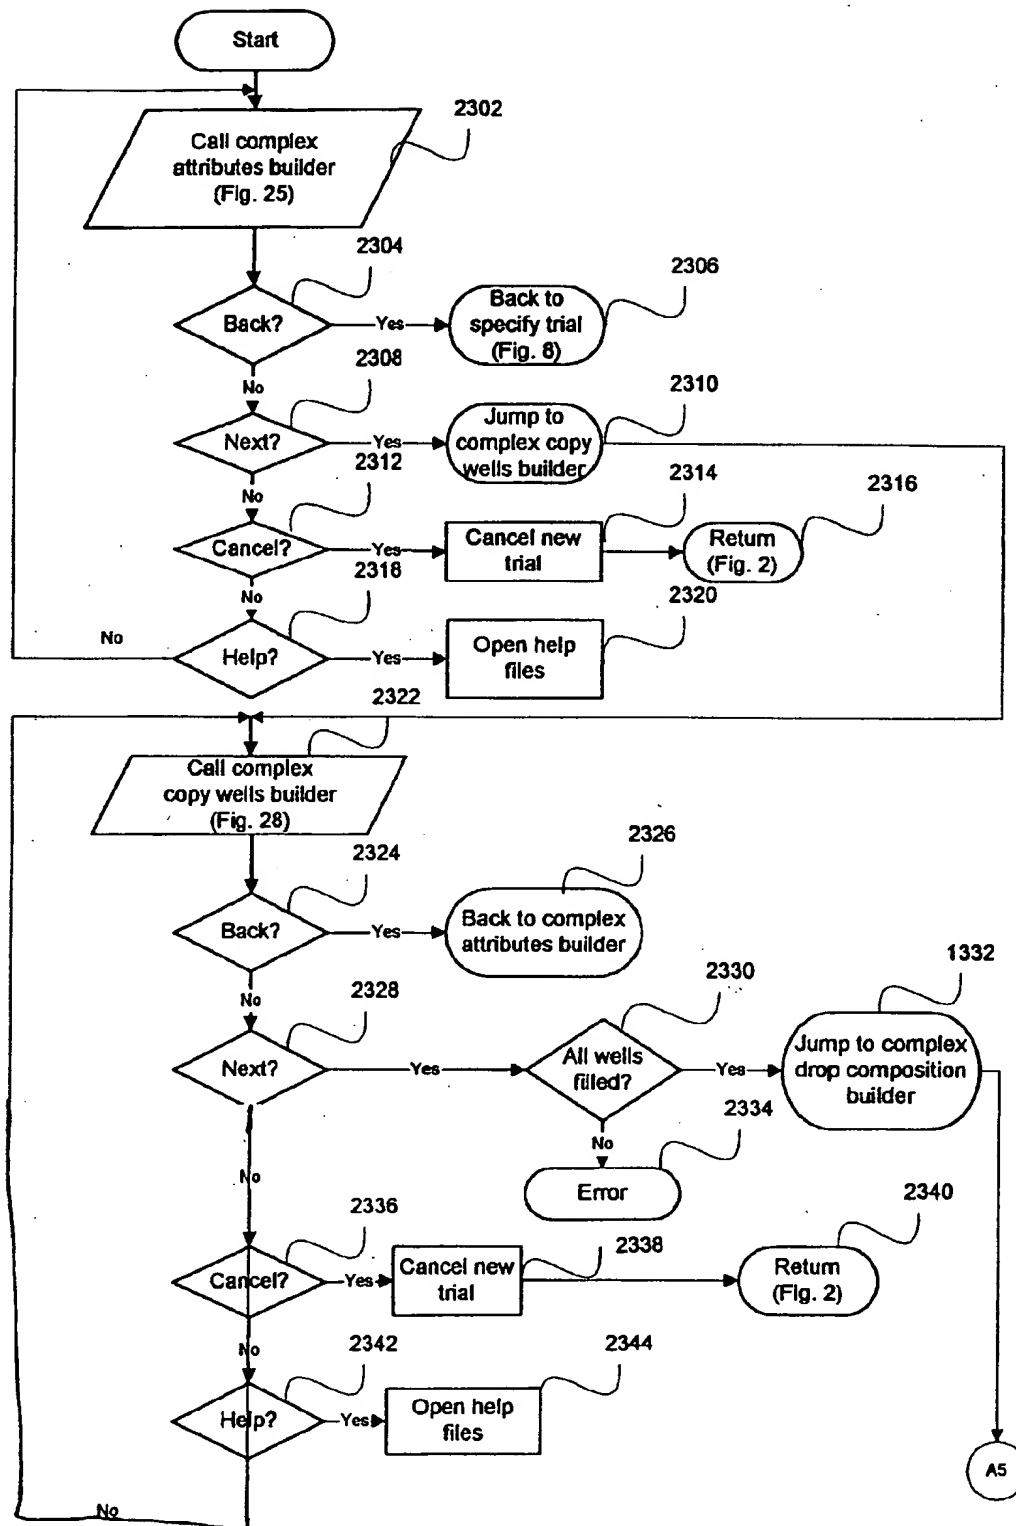 Start
2302
Call complex
attributes builder
(Fig. 25)
2304
2306
Back?
Yes
Back to
specify trial
(Fig. 8)
No
2308
2310
Next?
Yes
Jump to
complex copy
wells builder
No
2312
2314
2316
Cancel?
Yes
Cancel new
trial
Return
(Fig. 2)
No
2318
2320
No
Help?
Yes
Open help
files
2322
Call complex
copy wells builder
(Fig. 28)
2324
2326
Back?
Yes
Back to complex
attributes builder
No
2328
2330
1332
Next?
Yes
All wells
filled?
Yes
Jump to complex
drop composition
builder
No
2334
Error
No
2336
2338
2340
Cancel?
Yes
Cancel new
trial
Return
(Fig. 2)
No
2342
2344
Help?
Yes
Open help
files
A5
No